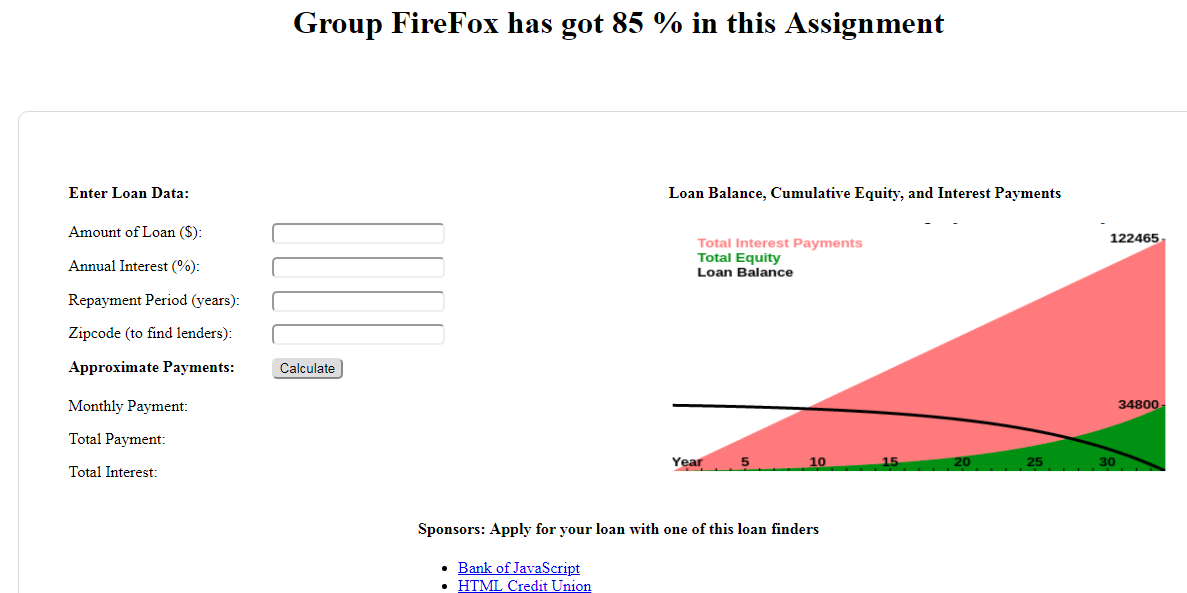 Group FireFox has got 85 % in this Assignment
Enter Loan Data:
Amount of Loan ($):
Annual Interest (%):
Repayment Period (years):
Zipcode (to find lenders):
Approximate Payments:
Calculate
Monthly Payment:
Total Payment:
Total Interest:
Loan Balance, Cumulative Equity, and Interest Payments
Total Interest Payments
Total Equity
Loan Balance
122465
34800
Year 5 10 15 20 25 30
Sponsors: Apply for your loan with one of this loan finders
Bank of JavaScript
HTML Credit Union